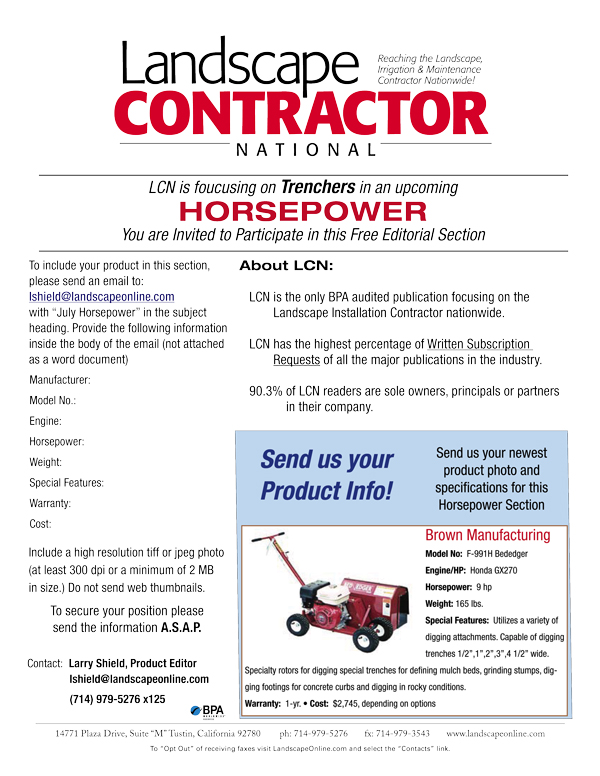 Landscape
Reaching the Landscape,
Irrigation & Maintenance
Contractor Nationwide!
CONTRACTOR
NATIONAL
LCN is foucusing on Trenchers in an upcoming
HORSEPOWER
You are Invited to Participate in this Free Editorial Section
To include your product in this section,
please send an email to:
lshield@landscapeonline.com
with “July Horsepower” in the subject
heading. Provide the following information
inside the body of the email (not attached
as a word document)
Manufacturer:
Model No.:
Engine:
Horsepower:
Weight:
Special Features:
Warranty:
Cost:
Include a high resolution tiff or jpeg photo
(at least 300 dpi or a minimum of 2 MB
in size.) Do not send web thumbnails.
To secure your position please
send the information A.S.A.P.
Contact: Larry Shield, Product Editor
lshield@landscapeonline.com
(714) 979-5276 x125
BPA
About LCN:
LCN is the only BPA audited publication focusing on the
Landscape Installation Contractor nationwide.
LCN has the highest percentage of Written Subscription
Requests of all the major publications in the industry.
90.3% of LCN readers are sole owners, principals or partners
in their company.
Send us your
Product Info!
Send us your newest
product photo and
specifications for this
Horsepower Section
Brown Manufacturing
Model No: F-991H Bededger
Engine/HP: Honda GX270
Horsepower: 9 hp
Weight: 165 lbs.
Special Features: Utilizes a variety of
digging attachments. Capable of digging
trenches 1/2”,1”,2”,3”,4 1/2” wide.
Specialty rotors for digging special trenches for defining mulch beds, grinding stumps, dig-
ging footings for concrete curbs and digging in rocky conditions.
Warranty: 1-yr. • Cost: $2,745, depending on options
14771 Plaza Drive, Suite “M” Tustin, California 92780 ph: 714-979-5276 fx: 714-979-3543 www.landscapeonline.com
To “Opt Out” of receiving faxes visit LandscapeOnline.com and select the “Contacts” link.